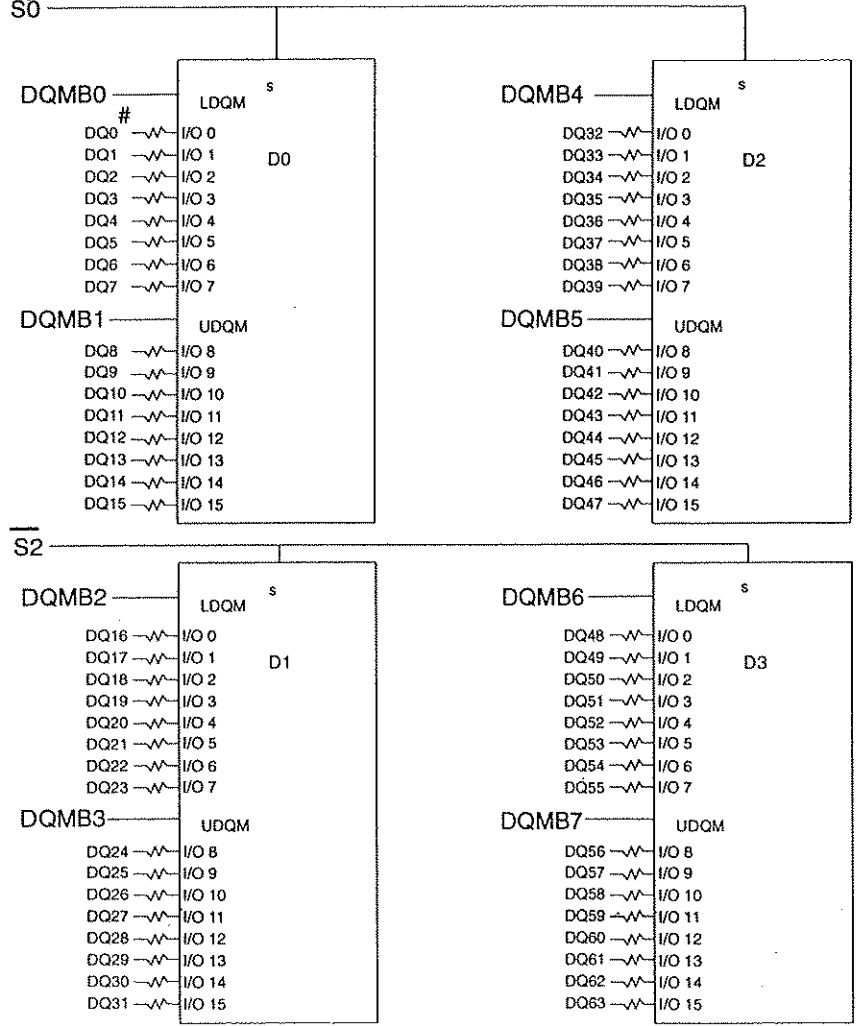 S0
DQMB0
LDQM
s
#
DQ0 I/O 0
DQ1 I/O 1
DQ2 I/O 2
DQ3 I/O 3
DQ4 I/O 4
DQ5 I/O 5
DQ6 I/O 6
DQ7 I/O 7
D0
DQMB1
UDQM
DQ8 I/O 8
DQ9 I/O 9
DQ10 I/O 10
DQ11 I/O 11
DQ12 I/O 12
DQ13 I/O 13
DQ14 I/O 14
DQ15 I/O 15
DQMB4
LDQM
s
DQ32 I/O 0
DQ33 I/O 1
DQ34 I/O 2
DQ35 I/O 3
DQ36 I/O 4
DQ37 I/O 5
DQ38 I/O 6
DQ39 I/O 7
D2
DQMB5
UDQM
DQ40 I/O 8
DQ41 I/O 9
DQ42 I/O 10
DQ43 I/O 11
DQ44 I/O 12
DQ45 I/O 13
DQ46 I/O 14
DQ47 I/O 15
S2
DQMB2
LDQM
s
DQ16 I/O 0
DQ17 I/O 1
DQ18 I/O 2
DQ19 I/O 3
DQ20 I/O 4
DQ21 I/O 5
DQ22 I/O 6
DQ23 I/O 7
D1
DQMB3
UDQM
DQ24 I/O 8
DQ25 I/O 9
DQ26 I/O 10
DQ27 I/O 11
DQ28 I/O 12
DQ29 I/O 13
DQ30 I/O 14
DQ31 I/O 15
DQMB6
LDQM
s
DQ48 I/O 0
DQ49 I/O 1
DQ50 I/O 2
DQ51 I/O 3
DQ52 I/O 4
DQ53 I/O 5
DQ54 I/O 6
DQ55 I/O 7
D3
DQMB7
UDQM
DQ56 I/O 8
DQ57 I/O 9
DQ58 I/O 10
DQ59 I/O 11
DQ60 I/O 12
DQ61 I/O 13
DQ62 I/O 14
DQ63 I/O 15